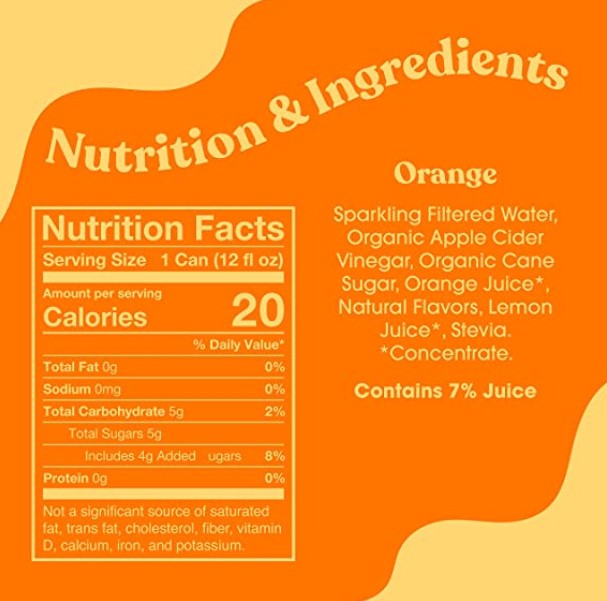 Nutrition & Ingredients
Orange
Sparkling Filtered Water,
Organic Apple Cider
Vinegar, Organic Cane
Sugar, Orange Juice*,
Natural Flavors, Lemon
Juice*, Stevia.
*Concentrate.
Contains 7% Juice
Nutrition Facts
Serving Size 1 Can (12 fl oz)
Amount per serving
Calories 20
% Daily Value*
Total Fat 0g 0%
Sodium 0mg 0%
Total Carbohydrate 5g 2%
Total Sugars 5g
Includes 4g Added ugars 8%
Protein 0g 0%
Not a significant source of saturated
fat, trans fat, cholesterol, fiber, vitamin
D, calcium, iron, and potassium.